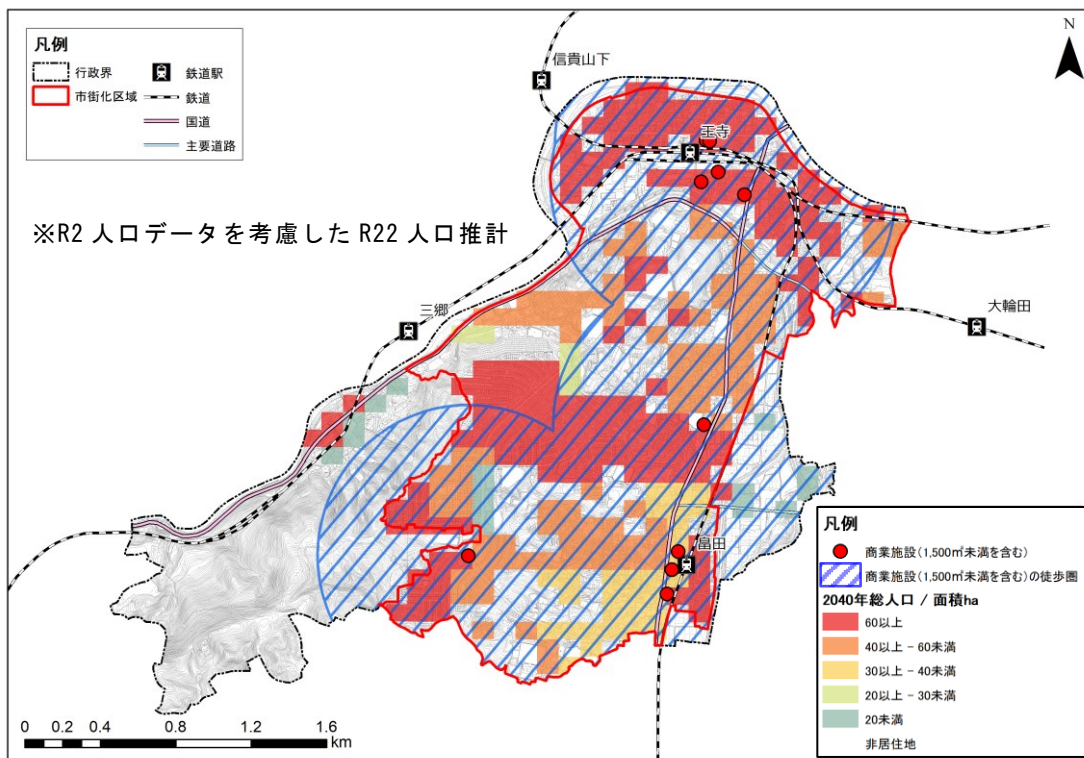 凡例
行政界
市街化区域
鉄道駅
鉄道
国道
主要道路
N
信貴山下
王寺
※R2 人口データを考慮した R22 人口推計
三郷
大輪田
畠田
凡例
商業施設(1,500㎡未満を含む)
商業施設(1,500㎡未満を含む)の徒歩圏
2040年総人口 / 面積ha
60以上
40以上 - 60未満
30以上 - 40未満
20以上 - 30未満
20未満
非居住地
0 0.2 0.4 0.8 1.2 1.6
km